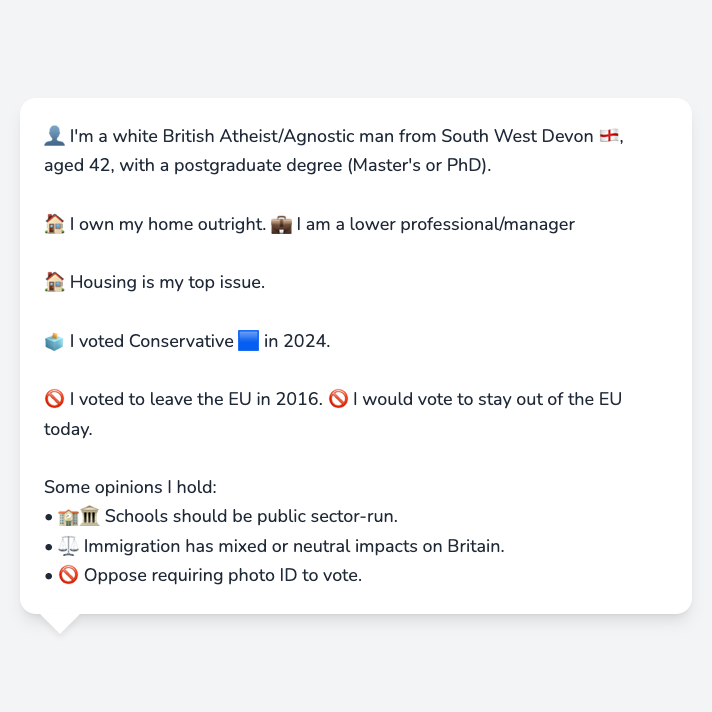 👤 I'm a white British Atheist/Agnostic man from South West Devon 🏴󠁧󠁢󠁥󠁮󠁧󠁿,
aged 42, with a postgraduate degree (Master's or PhD).
🏠 I own my home outright. 💼 I am a lower professional/manager
🏠 Housing is my top issue.
🗳️ I voted Conservative 🟦 in 2024.
🚫 I voted to leave the EU in 2016. 🚫 I would vote to stay out of the EU
today.
Some opinions I hold:
• 🏫🏛️ Schools should be public sector-run.
• ⚖️ Immigration has mixed or neutral impacts on Britain.
• 🚫 Oppose requiring photo ID to vote.